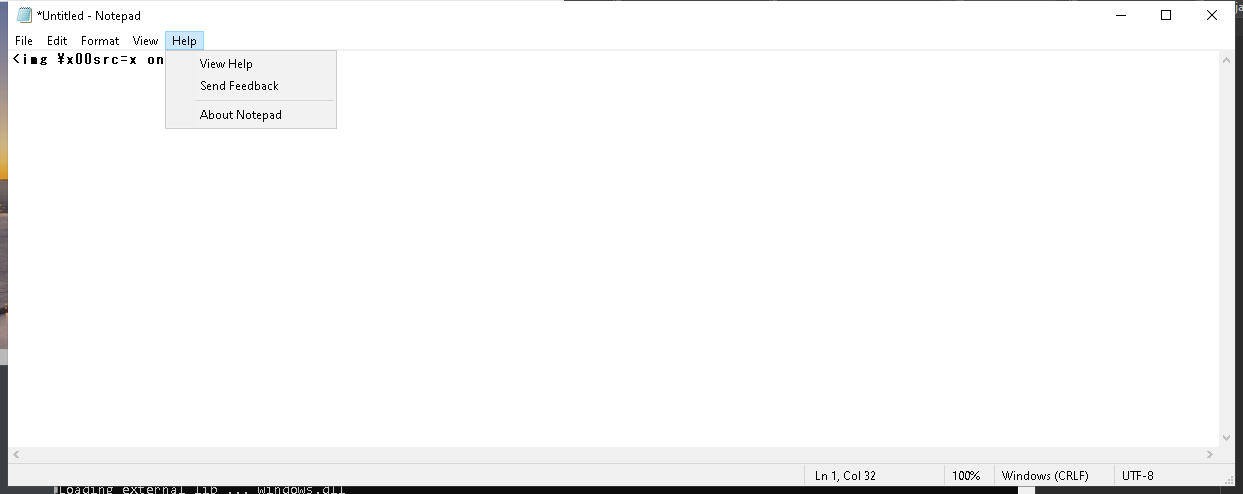 *Untitled - Notepad
File Edit Format View Help
<img ¥x00src=x on
View Help
Send Feedback
About Notepad
Ln 1, Col 32 100% Windows (CRLF) UTF-8
Loading external lib ... windows.dll